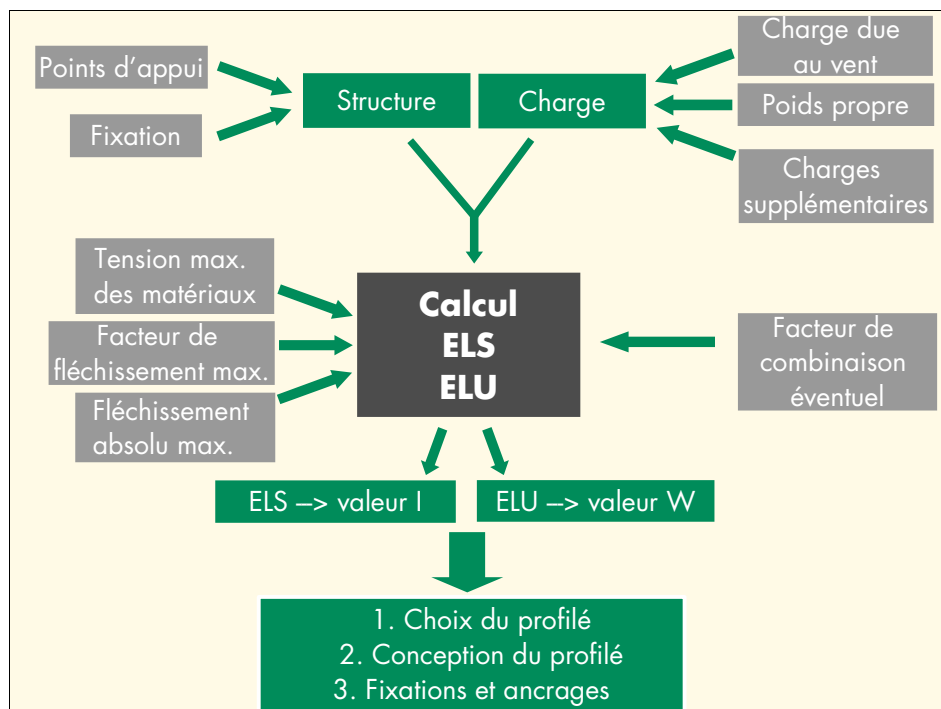 Points d'appui
Fixation
Structure
Charge
Charge due
au vent
Poids propre
Charges
supplémentaires
Tension max.
des matériaux
Facteur de
fléchissement max.
Fléchissement
absolu max.
Calcul
ELS
ELU
Facteur de
combinaison
éventuel
ELS —> valeur I
ELU —> valeur W
1. Choix du profilé
2. Conception du profilé
3. Fixations et ancrages